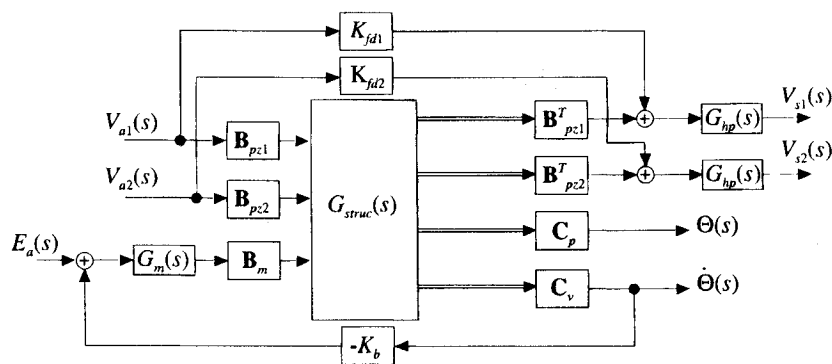 K_{fd1}
K_{fd2}
V_{a1}(s)
B_{pz1}
B^T_{pz1}
+
G_{hp}(s)
V_{s1}(s)
V_{a2}(s)
B_{pz2}
G_{struc}(s)
B^T_{pz2}
+
G_{hp}(s)
V_{s2}(s)
E_a(s)
+
G_m(s)
B_m
C_p
Θ(s)
C_v
Θ̇(s)
-K_b